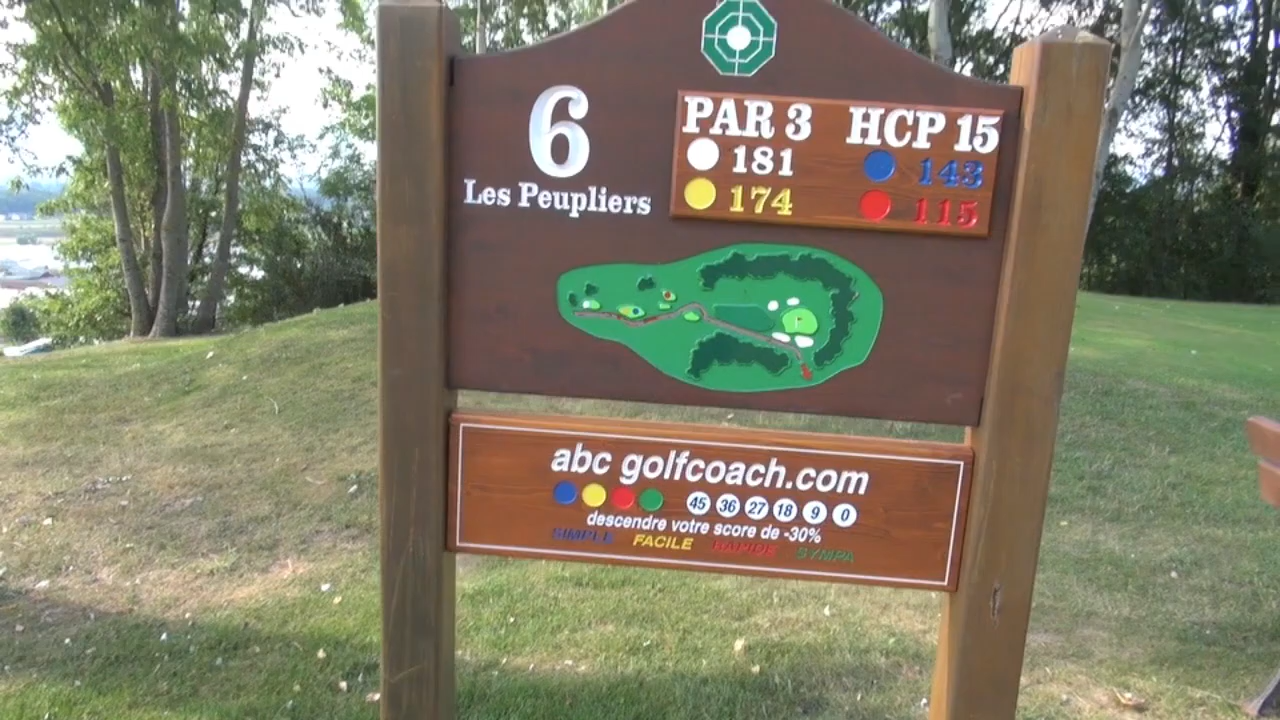 6
Les Peupliers
PAR 3 HCP 15
181 143
174 115
abc golfcoach.com
45 36 27 18 9 0
descendre votre score de -30%
SIMPLE FACILE RAPIDE SYMPA